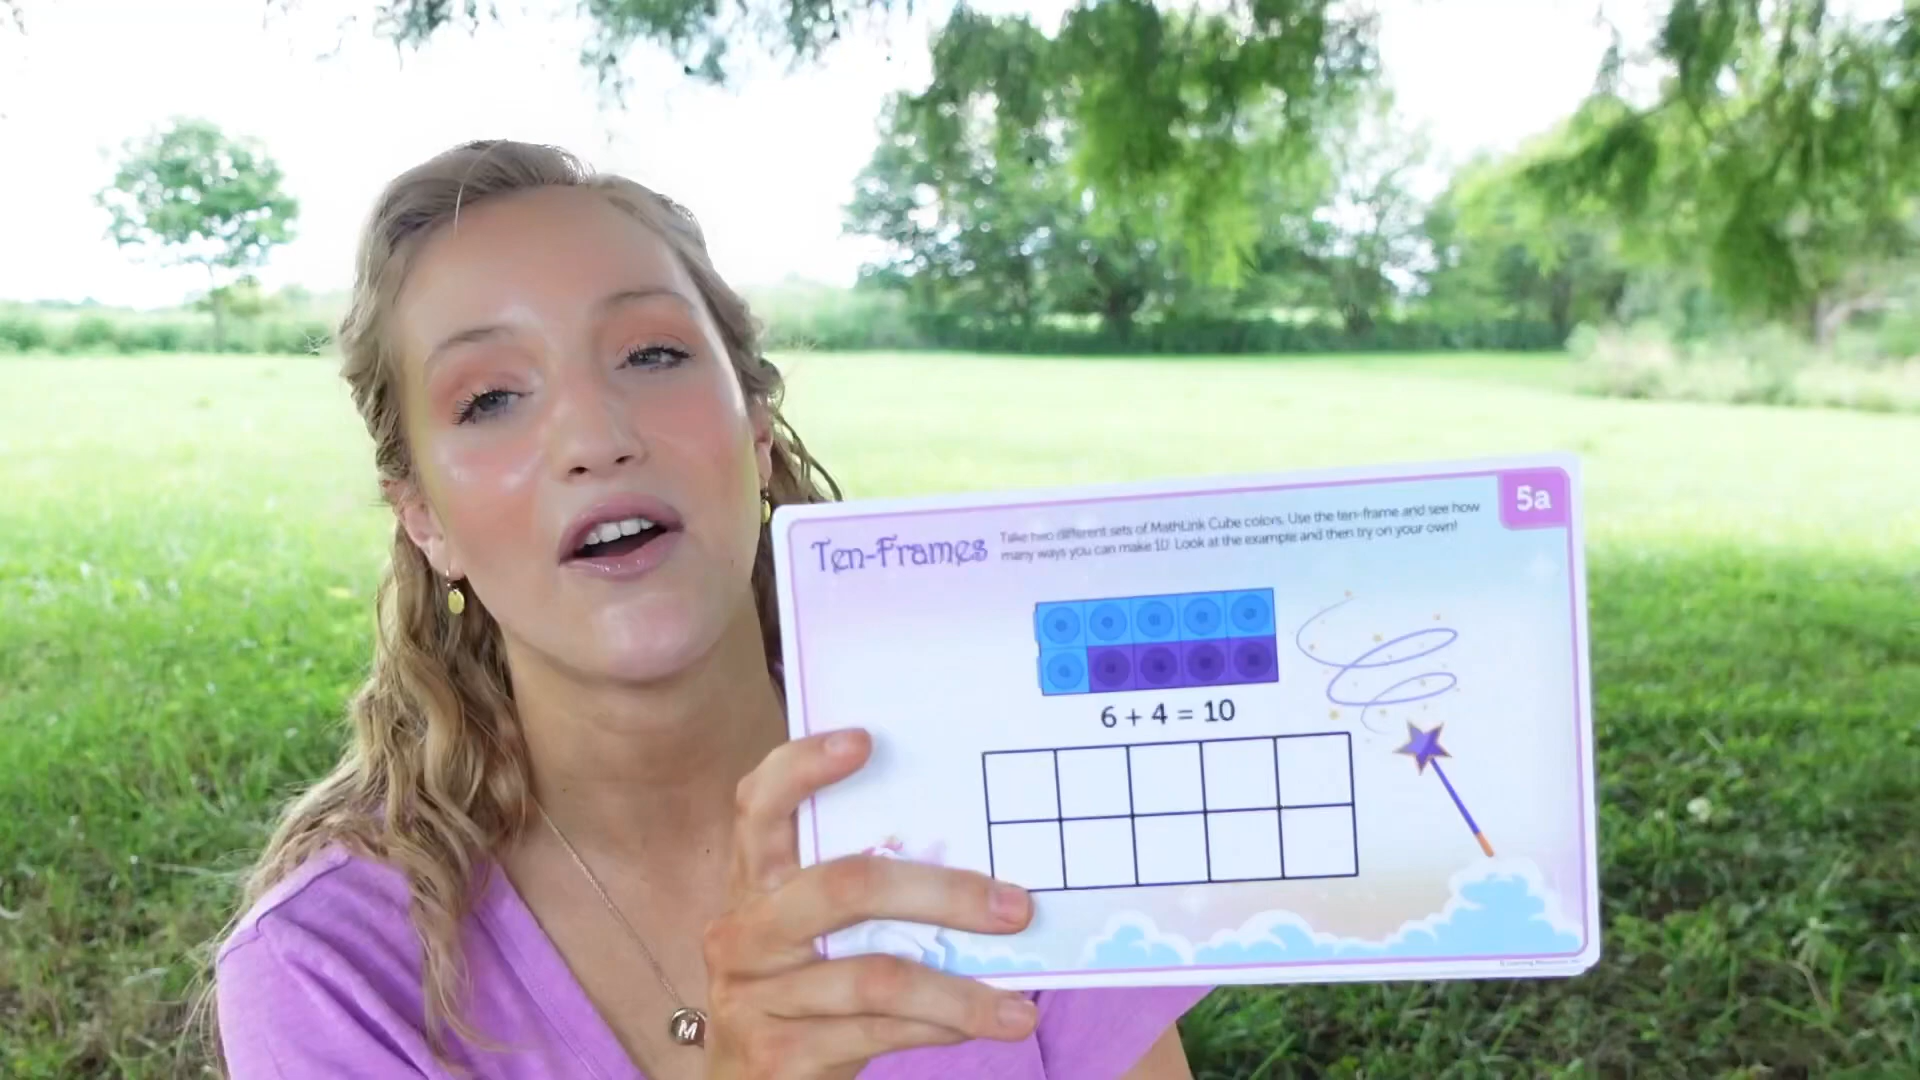 5a
Ten-Frames
Take two different sets of MathLink Cube colors. Use the ten-frame and see how
many ways you can make 10. Look at the example and then try on your own!
6 + 4 = 10
M